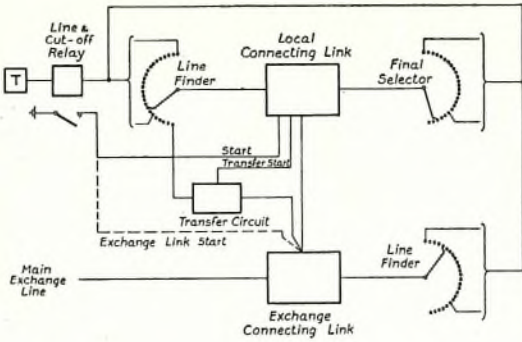 Line &
Cut-off
Relay
T
Line
Finder
Local
Connecting Link
Final
Selector
Start
Transfer Start
Transfer Circuit
Exchange Link Start
Main
Exchange
Line
Line
Finder
Exchange
Connecting Link